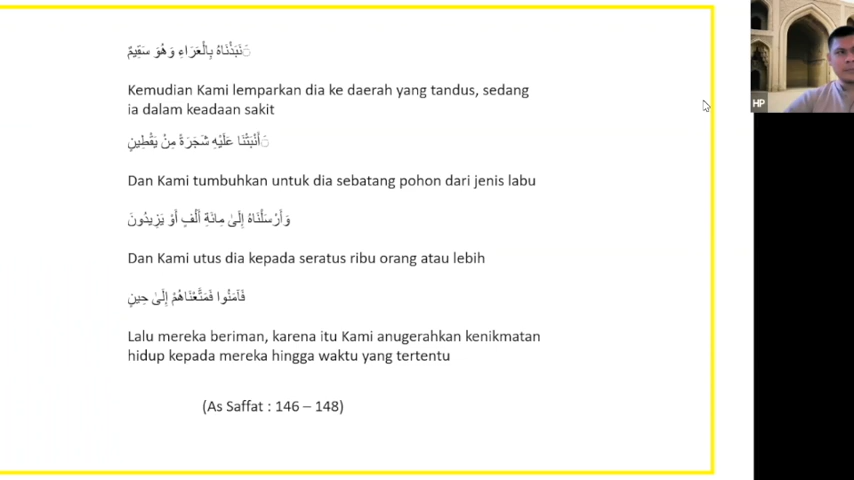 َنَبَذْنَاهُ بِالْعَرَاءِ وَهُوَ سَقِيمٌ
Kemudian Kami lemparkan dia ke daerah yang tandus, sedang
ia dalam keadaan sakit
َأَنْبَتْنَا عَلَيْهِ شَجَرَةً مِنْ يَقْطِينٍ
Dan Kami tumbuhkan untuk dia sebatang pohon dari jenis labu
وَأَرْسَلْنَاهُ إِلَىٰ مِائَةِ أَلْفٍ أَوْ يَزِيدُونَ
Dan Kami utus dia kepada seratus ribu orang atau lebih
فَآمَنُوا فَمَتَّعْنَاهُمْ إِلَىٰ حِينٍ
Lalu mereka beriman, karena itu Kami anugerahkan kenikmatan
hidup kepada mereka hingga waktu yang tertentu
(As Saffat : 146 – 148)
HP